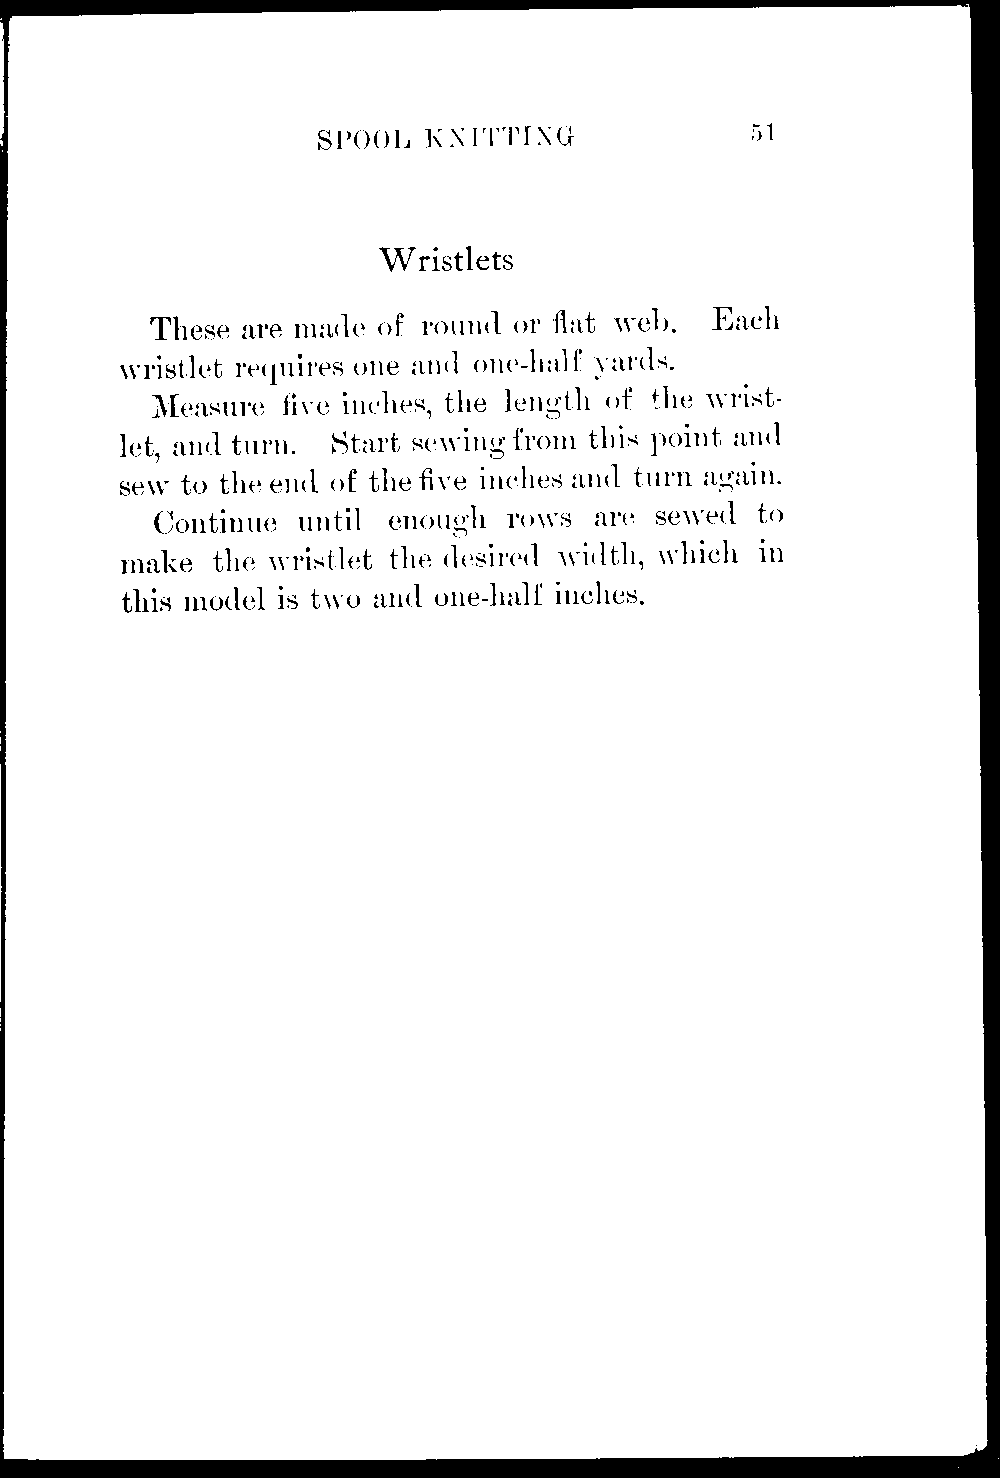 SPOOL KNITTING 51
Wristlets
These are made of round or flat web. Each
wristlet requires one and one-half yards.
Measure five inches, the length of the wrist-
let, and turn. Start sewing from this point and
sew to the end of the five inches and turn again.
Continue until enough rows are sewed to
make the wristlet the desired width, which in
this model is two and one-half inches.